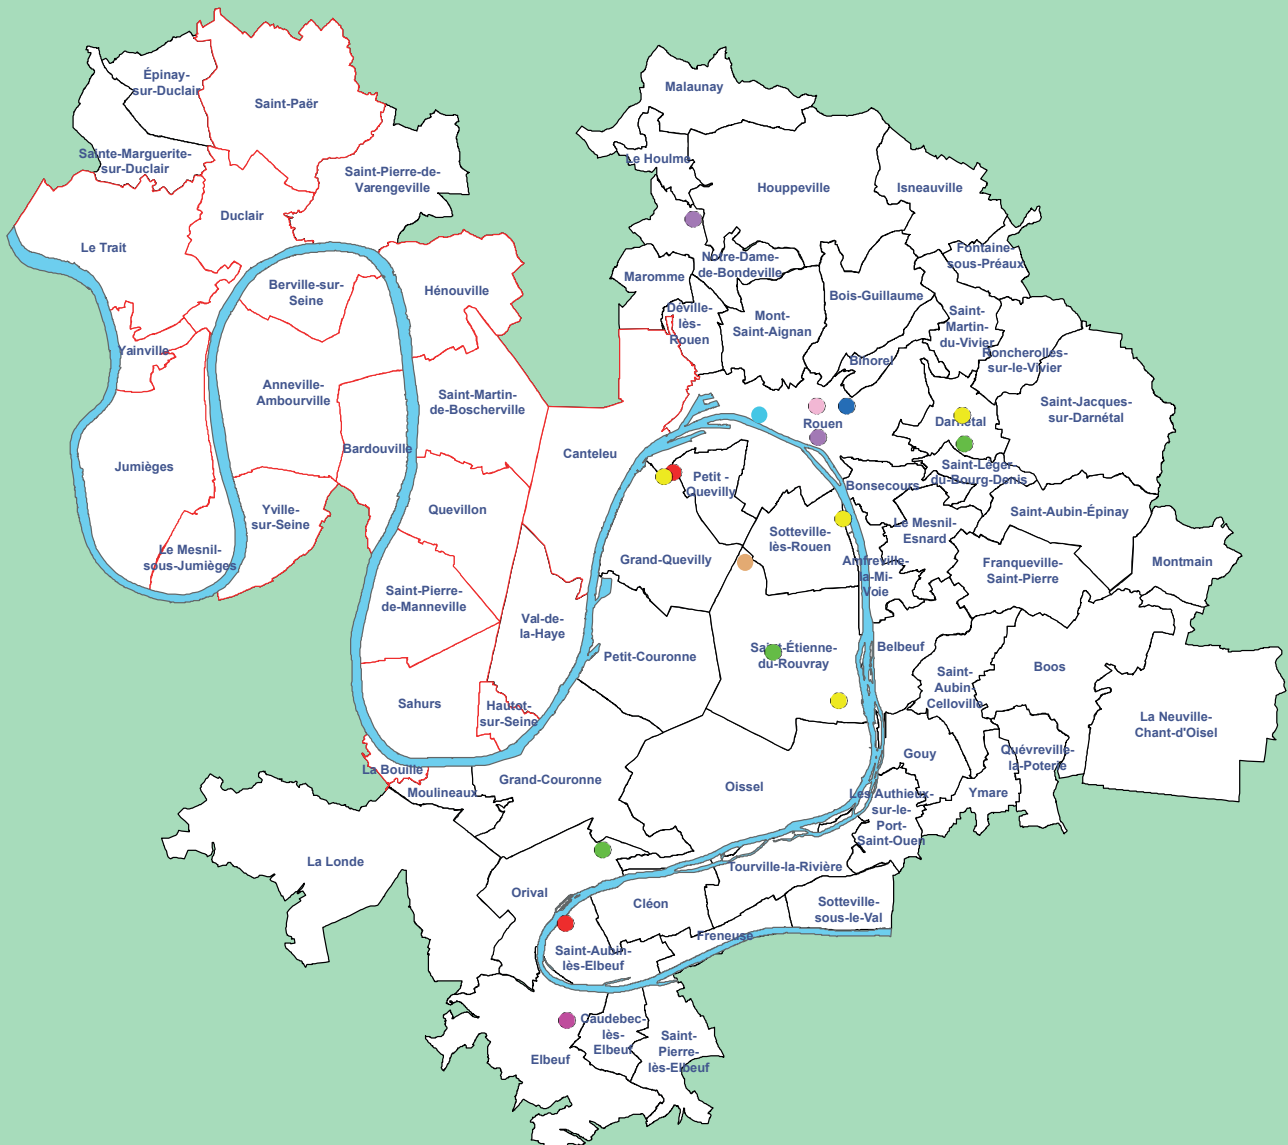 Épinay-
sur-Duclair
Saint-Paër
Sainte-Marguerite-
sur-Duclair
Saint-Pierre-de-
Varengeville
Duclair
Le Trait
Malaunay
Le Houlme
Houppeville
Isneauville
Notre-Dame-
de-Bondeville
Fontaine-
sous-Préaux
Maromme
Berville-sur-
Seine
Hénouville
Bois-Guillaume
Déville-
lès-
Rouen
Mont-
Saint-Aignan
Saint-
Martin-
du-Vivier
Yainville
Bihorel
Roncherolles-
sur-le-Vivier
Anneville-
Ambourville
Saint-Martin-
de-Boscherville
Saint-Jacques-
sur-Darnétal
Rouen
Darnétal
Bardouville
Canteleu
Jumièges
Petit -
Quevilly
Saint-Léger
du-Bourg-Denis
Bonsecours
Quevillon
Yville-
sur-Seine
Saint-Aubin-Épinay
Le Mesnil-
Esnard
Sotteville-
lès-Rouen
Le Mesnil-
sous-Jumièges
Grand-Quevilly
Amfreville-
la-Mi-
Voie
Franqueville-
Saint-Pierre
Montmain
Saint-Pierre-
de-Manneville
Val-de-
la-Haye
Petit-Couronne
Saint-Étienne-
du-Rouvray
Belbeuf
Boos
Saint-
Aubin-
Celloville
Sahurs
Hautot-
sur-Seine
La Neuville-
Chant-d'Oisel
Gouy
Quévreville-
la-Poterie
La Bouille
Grand-Couronne
Oissel
Moulineaux
Les Authieux-
sur-le-
Port-
Saint-Ouen
Ymare
La Londe
Tourville-la-Rivière
Orival
Cléon
Sotteville-
sous-le-Val
Freneuse
Saint-Aubin-
lès-Elbeuf
Caudebec-
lès-
Elbeuf
Elbeuf
Saint-
Pierre-
lès-Elbeuf